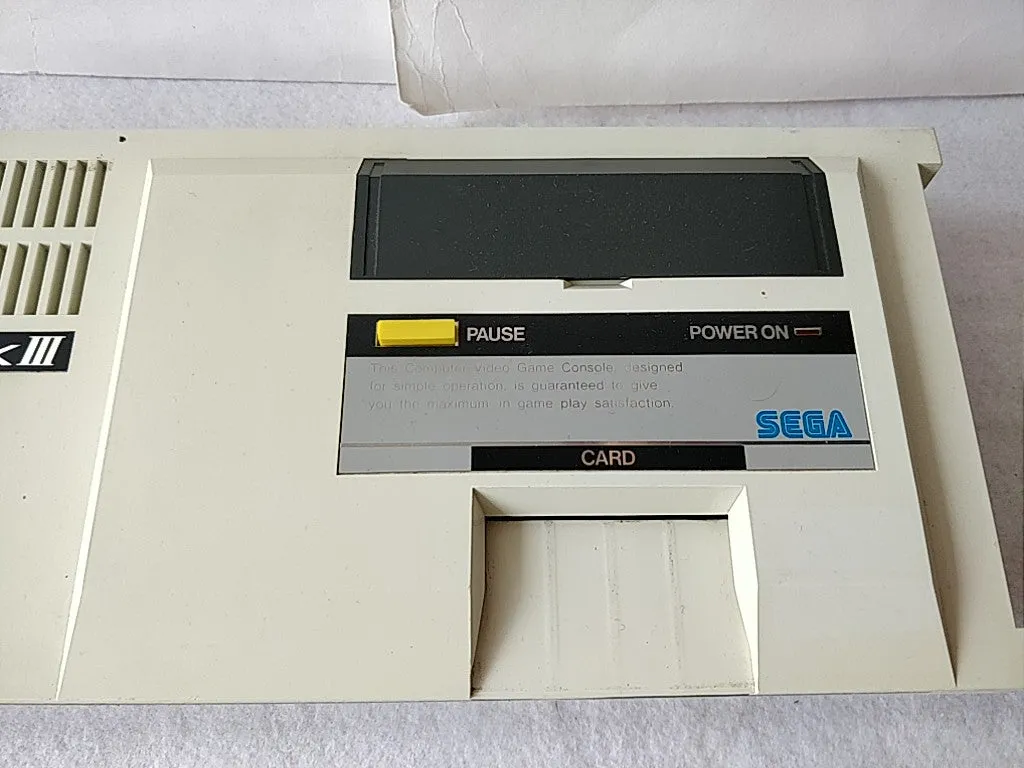 PAUSE
POWER ON
This Computer Video Game Console, designed
for simple operation, is guaranteed to give
you the maximum in game play satisfaction.
SEGA
CARD
III